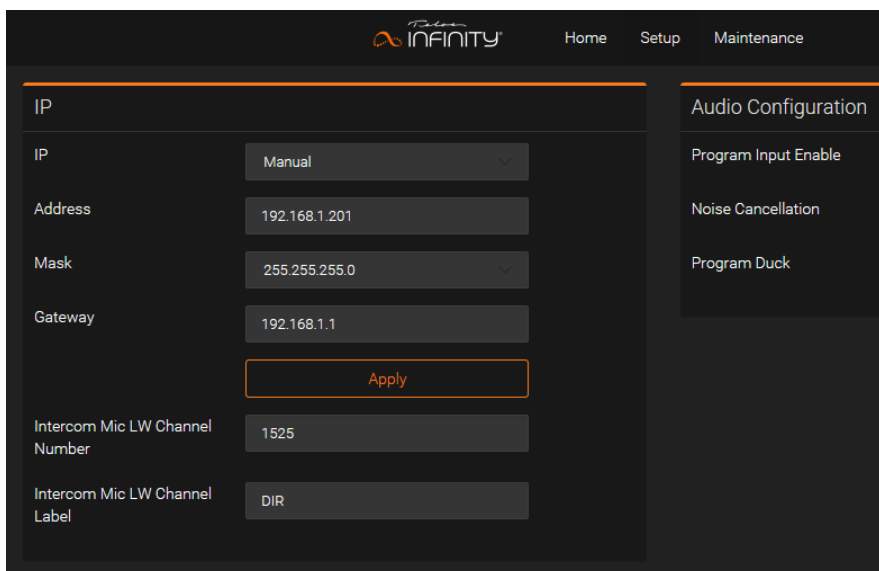 Telos
INFINITY®
Home Setup Maintenance
IP
IP Manual
Address 192.168.1.201
Mask 255.255.255.0
Gateway 192.168.1.1
Apply
Intercom Mic LW Channel
Number
1525
Intercom Mic LW Channel
Label
DIR
Audio Configuration
Program Input Enable
Noise Cancellation
Program Duck